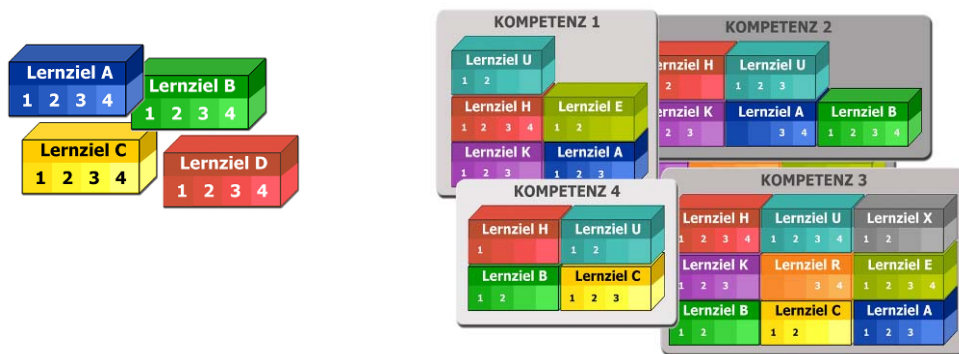 Lernziel A
1 2 3 4
Lernziel B
1 2 3 4
Lernziel C
1 2 3 4
Lernziel D
1 2 3 4
KOMPETENZ 1
Lernziel U
1 2
Lernziel H
1 2 3 4
Lernziel E
1 2
Lernziel K
1 2 3
Lernziel A
1 2 3
KOMPETENZ 2
Lernziel H
2
Lernziel U
1 2 3
2 3
Lernziel K
Lernziel A
3 4
Lernziel B
1 2 3 4
KOMPETENZ 4
Lernziel H
1
Lernziel U
1 2
Lernziel B
1 2
Lernziel C
1 2 3
KOMPETENZ 3
Lernziel H
1 2 3 4
Lernziel U
1 2 3 4
Lernziel X
1 2
Lernziel K
1 2 3
Lernziel R
3 4
Lernziel E
1 2 3 4
Lernziel B
1 2
Lernziel C
1 2
Lernziel A
1 2 3